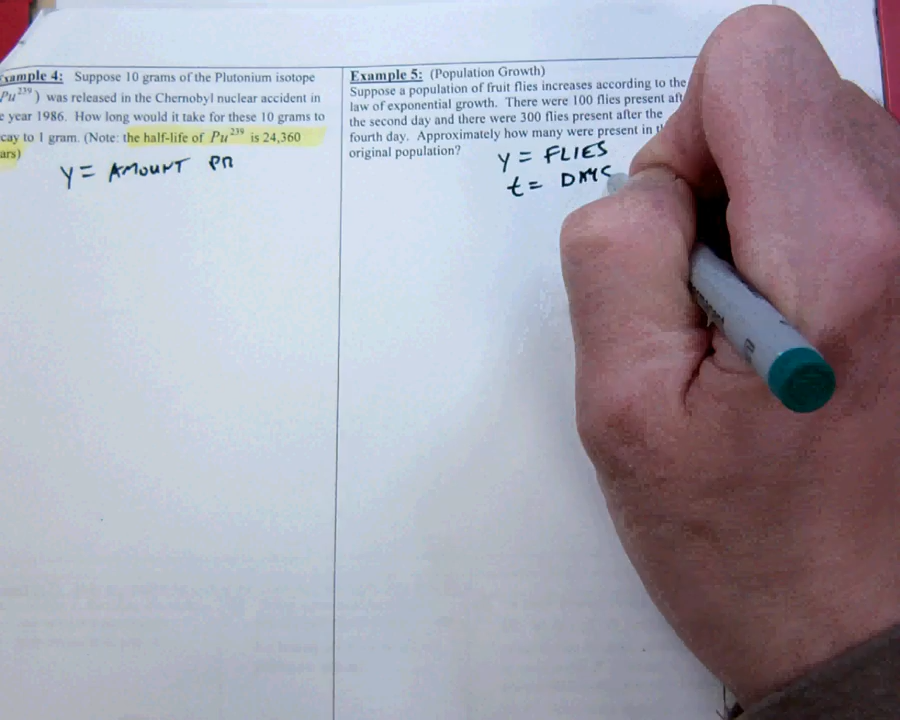 xample 4: Suppose 10 grams of the Plutonium isotope
Pu²³⁹) was released in the Chernobyl nuclear accident in
e year 1986. How long would it take for these 10 grams to
cay to 1 gram. (Note: the half-life of Pu²³⁹ is 24,360
ars)
y = AMOUNT PR
Example 5: (Population Growth)
Suppose a population of fruit flies increases according to the
law of exponential growth. There were 100 flies present aft
the second day and there were 300 flies present after the
fourth day. Approximately how many were present in t
original population?
y = FLIES
t = DAYS